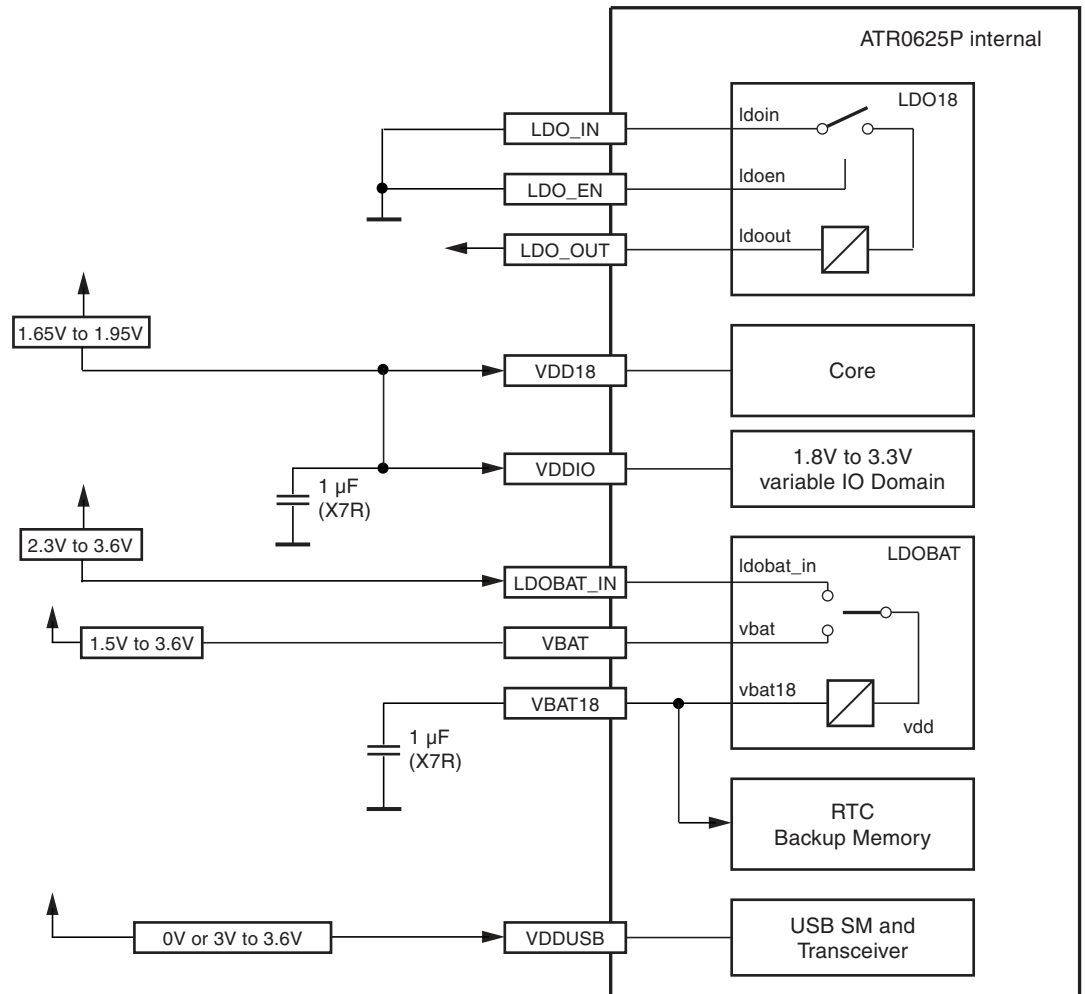 ATR0625P internal
LDO18
LDO_IN
ldoin
LDO_EN
ldoen
LDO_OUT
ldoout
1.65V to 1.95V
VDD18
Core
VDDIO
1.8V to 3.3V
variable IO Domain
1 µF
(X7R)
2.3V to 3.6V
LDOBAT
LDOBAT_IN
ldobat_in
1.5V to 3.6V
VBAT
vbat
VBAT18
vbat18
vdd
1 µF
(X7R)
RTC
Backup Memory
0V or 3V to 3.6V
VDDUSB
USB SM and
Transceiver